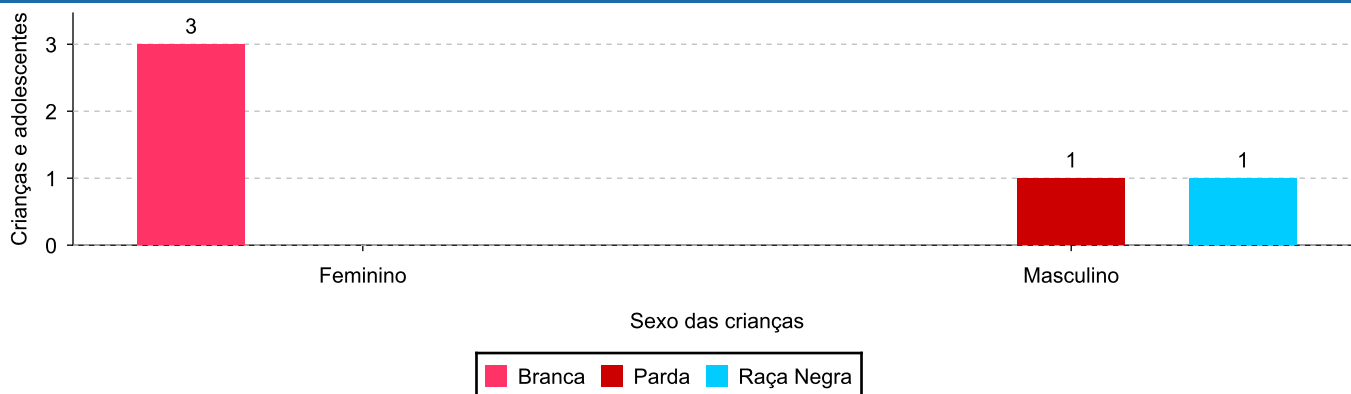 Crianças e adolescentes
3
2
1
0
3
1
1
Feminino
Masculino
Sexo das crianças
Branca
Parda
Raça Negra